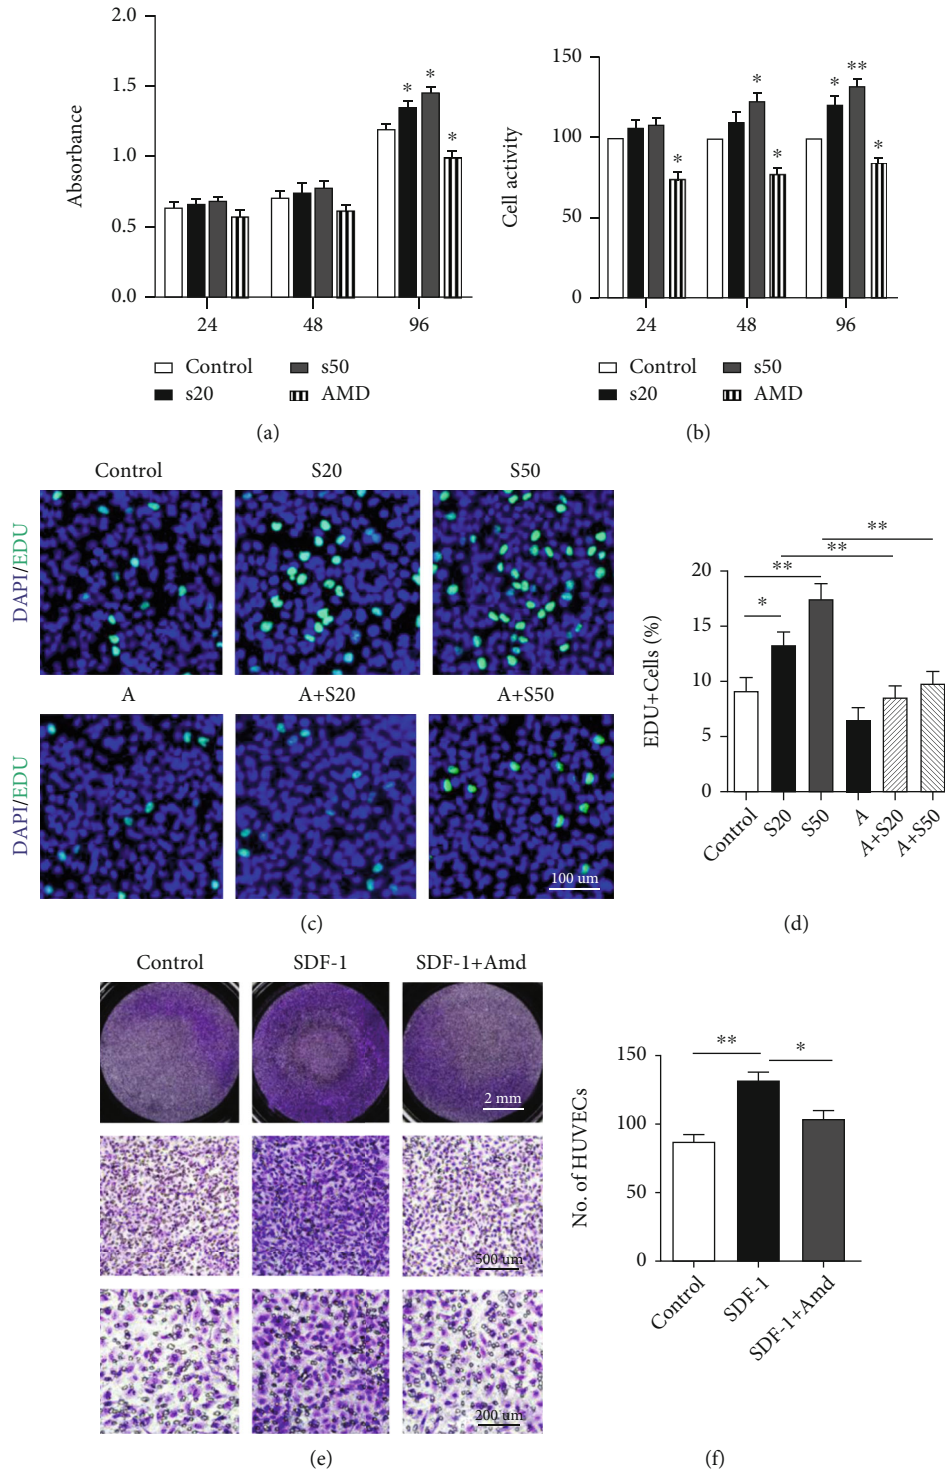 2.0
1.5
1.0
0.5
0.0
Absorbance
* * *
24 48 96
Control s50
s20 AMD
(a)
150
100
50
0
Cell activity
* * * * ** *
24 48 96
Control s50
s20 AMD
(b)
Control S20 S50
DAPI/EDU
A A+S20 A+S50
DAPI/EDU
100 um
(c)
20
15
10
5
0
EDU+Cells (%)
**
**
**
*
Control S20 S50 A A+S20 A+S50
(d)
Control SDF-1 SDF-1+Amd
2 mm
500 um
200 um
(e)
150
100
50
0
No. of HUVECs
** *
Control SDF-1 SDF-1+Amd
(f)